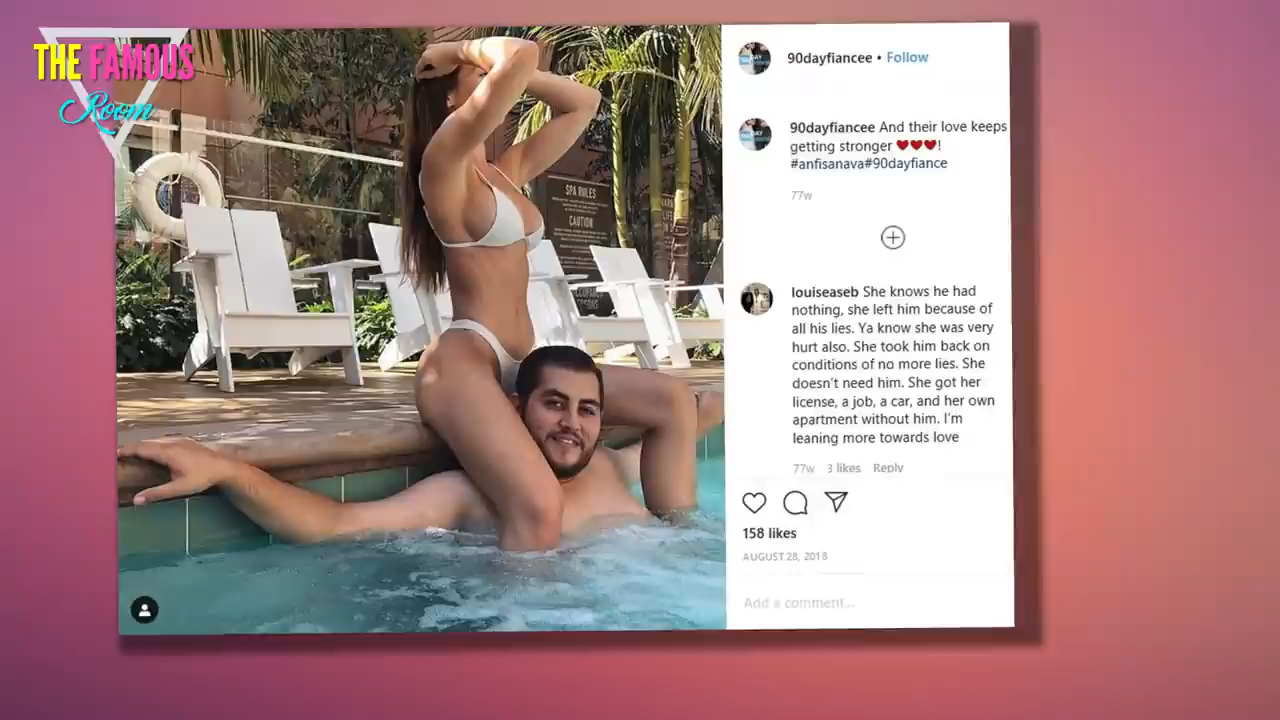 THE FAMOUS
Room
90dayfiancee • Follow
90dayfiancee And their love keeps
getting stronger ♥♥♥!
#anfisanava#90dayfiance
77w
louiseaseb She knows he had
nothing, she left him because of
all his lies. Ya know she was very
hurt also. She took him back on
conditions of no more lies. She
doesn't need him. She got her
license, a job, a car, and her own
apartment without him. I'm
leaning more towards love
77w 3 likes Reply
158 likes
AUGUST 28, 2018
Add a comment...
SPA RULES
CAUTION